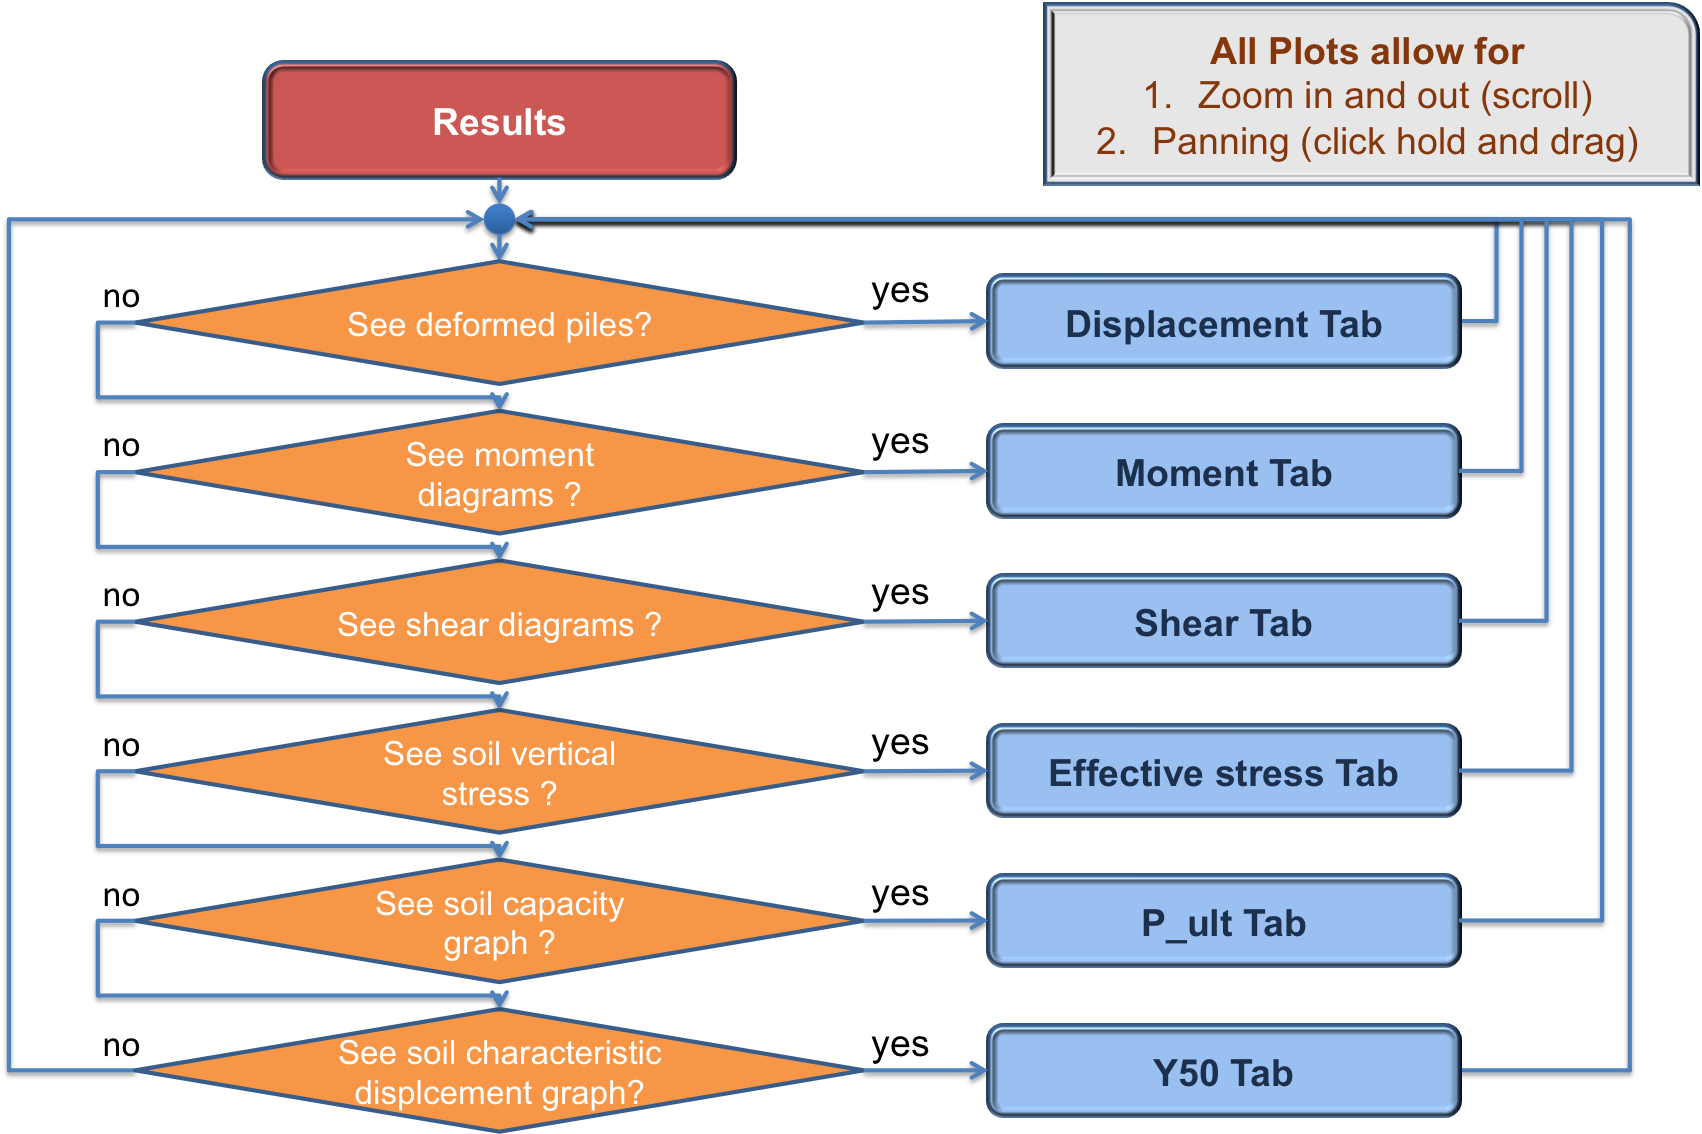 All Plots allow for
1. Zoom in and out (scroll)
2. Panning (click hold and drag)
Results
no
See deformed piles?
yes
Displacement Tab
no
See moment
diagrams ?
yes
Moment Tab
no
See shear diagrams ?
yes
Shear Tab
no
See soil vertical
stress ?
yes
Effective stress Tab
no
See soil capacity
graph ?
yes
P_ult Tab
no
See soil characteristic
displcement graph?
yes
Y50 Tab